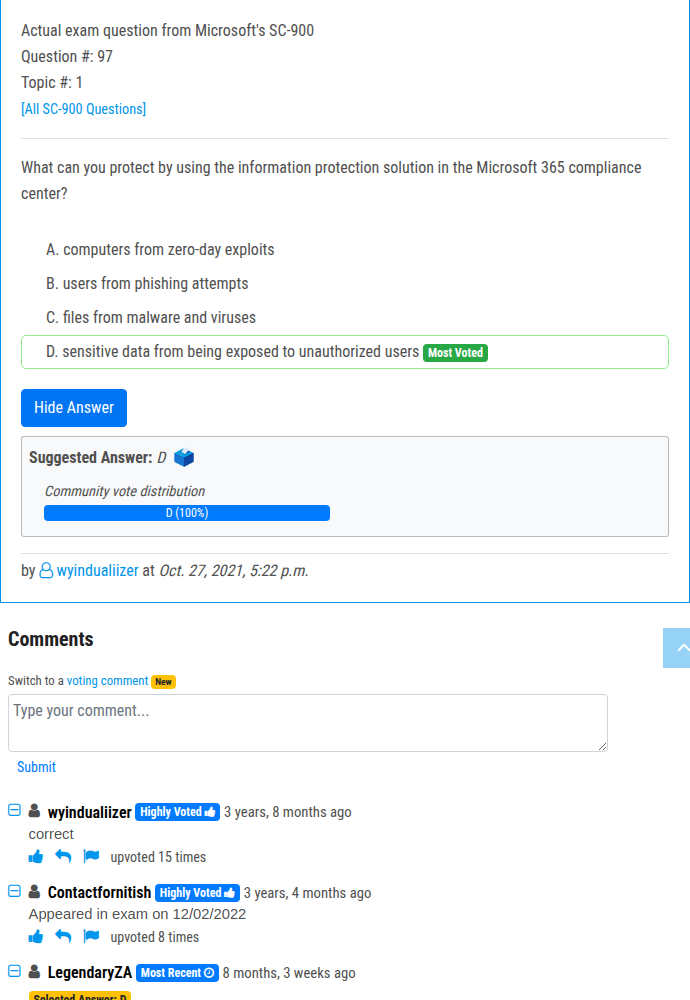 Actual exam question from Microsoft's SC-900
Question #: 97
Topic #: 1
[All SC-900 Questions]
What can you protect by using the information protection solution in the Microsoft 365 compliance
center?
A. computers from zero-day exploits
B. users from phishing attempts
C. files from malware and viruses
D. sensitive data from being exposed to unauthorized users Most Voted
Hide Answer
Suggested Answer: D
Community vote distribution
D (100%)
by wyindualiizer at Oct. 27, 2021, 5:22 p.m.
Comments
Switch to a voting comment New
Type your comment...
Submit
wyindualiizer Highly Voted 3 years, 8 months ago
correct
upvoted 15 times
Contactfornitish Highly Voted 3 years, 4 months ago
Appeared in exam on 12/02/2022
upvoted 8 times
LegendaryZA Most Recent 8 months, 3 weeks ago
Selected Answer: D